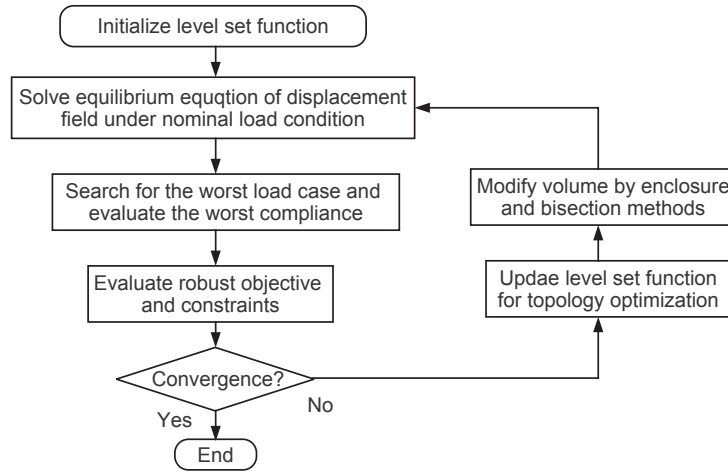 Initialize level set function
Solve equilibrium equqtion of displacement
field under nominal load condition
Search for the worst load case and
evaluate the worst compliance
Evaluate robust objective
and constraints
Convergence?
Yes
No
End
Modify volume by enclosure
and bisection methods
Updae level set function
for topology optimization